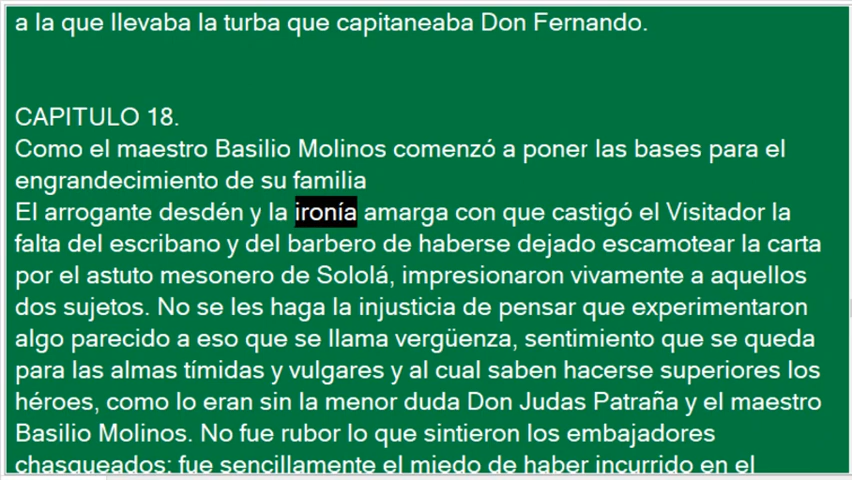 a la que llevaba la turba que capitaneaba Don Fernando.
CAPITULO 18.
Como el maestro Basilio Molinos comenzó a poner las bases para el
engrandecimiento de su familia
El arrogante desdén y la ironía amarga con que castigó el Visitador la
falta del escribano y del barbero de haberse dejado escamotear la carta
por el astuto mesonero de Sololá, impresionaron vivamente a aquellos
dos sujetos. No se les haga la injusticia de pensar que experimentaron
algo parecido a eso que se llama vergüenza, sentimiento que se queda
para las almas tímidas y vulgares y al cual saben hacerse superiores los
héroes, como lo eran sin la menor duda Don Judas Patraña y el maestro
Basilio Molinos. No fue rubor lo que sintieron los embajadores
chasqueados; fue sencillamente el miedo de haber incurrido en el